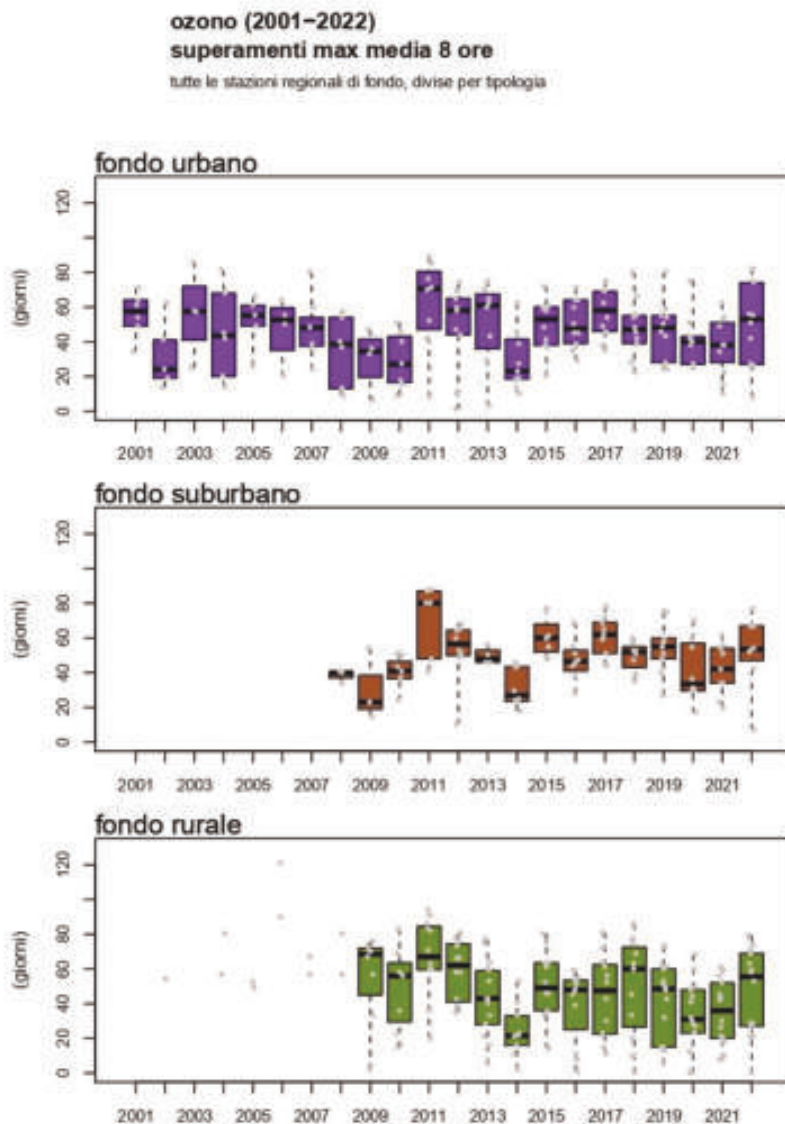 ozono (2001−2022)
superamenti max media 8 ore
tutte le stazioni regionali di fondo, divise per tipologia
fondo urbano
(giorni)
120
80
60
40
20
0
2001 2003 2005 2007 2009 2011 2013 2015 2017 2019 2021
fondo suburbano
(giorni)
120
80
60
40
20
0
2001 2003 2005 2007 2009 2011 2013 2015 2017 2019 2021
fondo rurale
(giorni)
120
80
60
40
20
0
2001 2003 2005 2007 2009 2011 2013 2015 2017 2019 2021